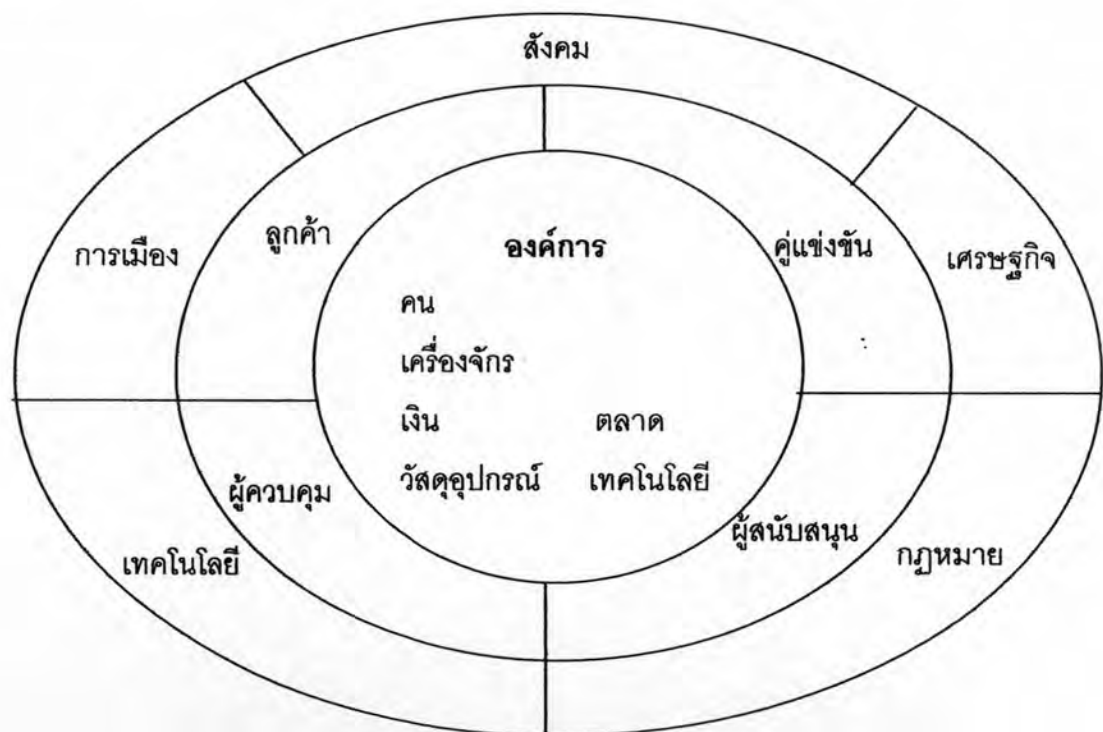 สังคม
การเมือง
ลูกค้า
องค์การ
คู่แข่งขัน
เศรษฐกิจ
คน
เครื่องจักร
เงิน ตลาด
วัสดุอุปกรณ์ เทคโนโลยี
ผู้ควบคุม
ผู้สนับสนุน
เทคโนโลยี
กฎหมาย